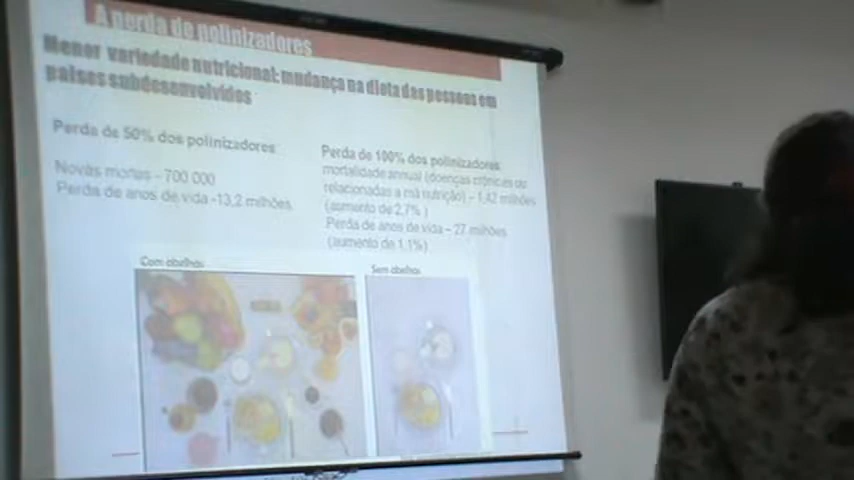 A perda de polinizadores
Menor variedade nutricional: mudança na dieta das pessoas em
países subdesenvolvidos
Perda de 50% dos polinizadores
Novas mortes – 700 000
Perda de anos de vida -13,2 milhões
Perda de 100% dos polinizadores
mortalidade annual (doenças crônicas ou
relacionadas a má nutrição) – 1,42 milhões
(aumento de 2,7% )
Perda de anos de vida – 27 milhões
(aumento de 1,1%)
Com abelhas
Sem abelhas